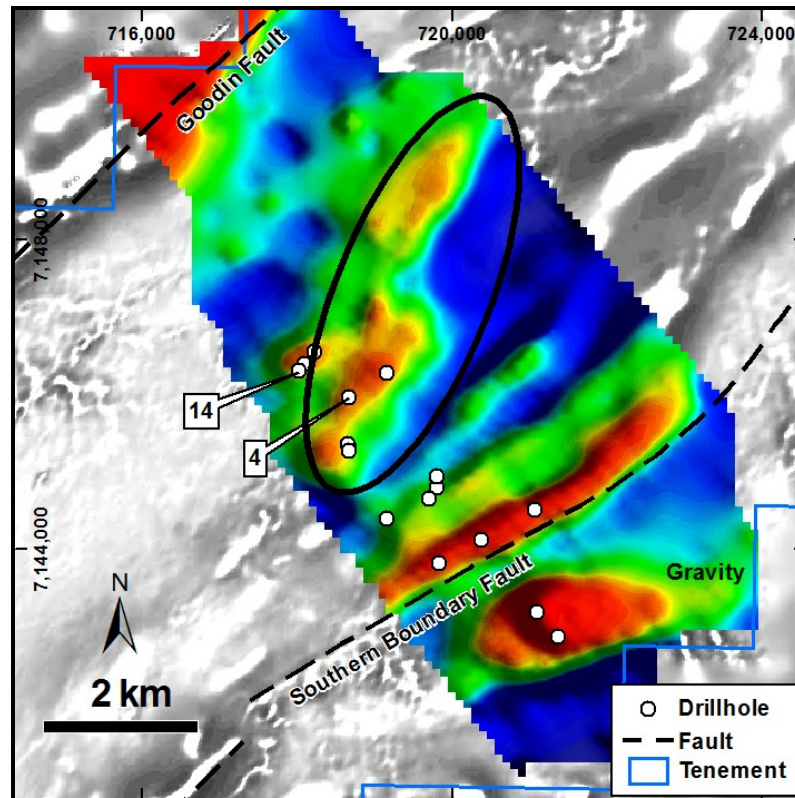 716,000
720,000
724,000
Goodin Fault
7,148,000
14
4
7,144,000
Gravity
Southern Boundary Fault
N
2 km
Drillhole
Fault
Tenement